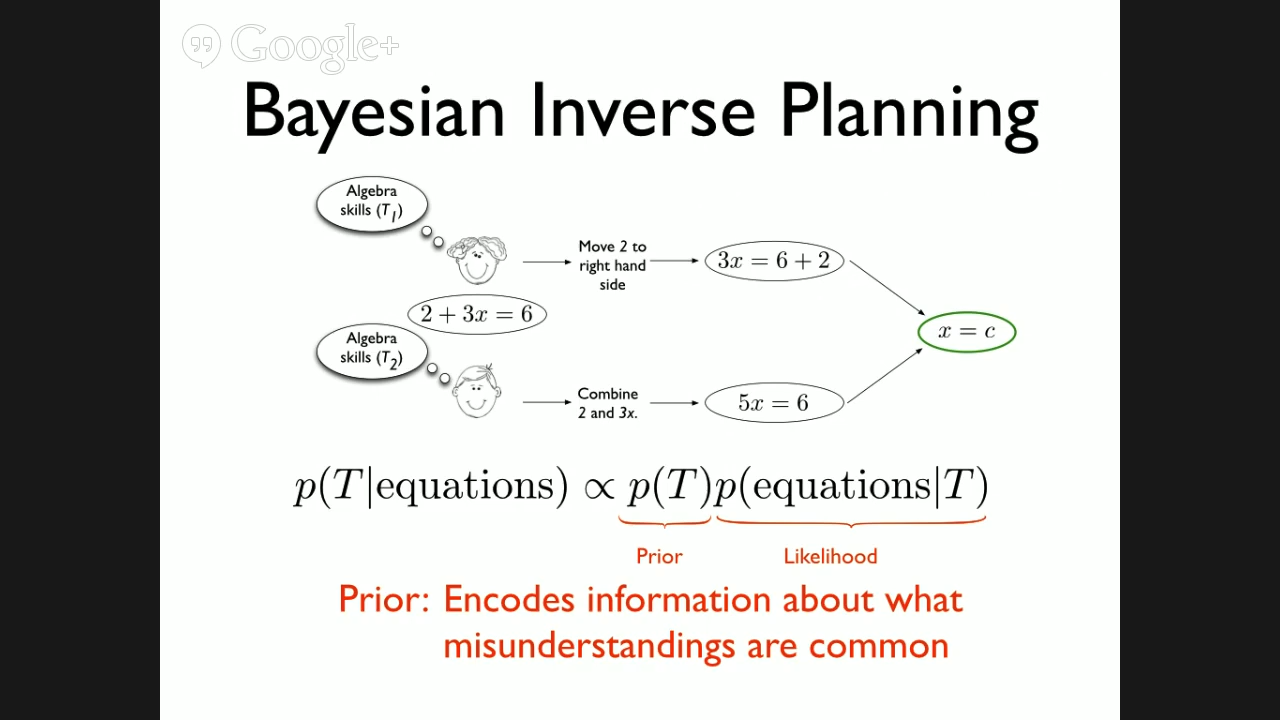 Google+
Bayesian Inverse Planning
Algebra
skills (T1)
Move 2 to
right hand
side
3x = 6 + 2
2 + 3x = 6
x = c
Algebra
skills (T2)
Combine
2 and 3x.
5x = 6
p(T|equations) ∝ p(T)p(equations|T)
Prior
Likelihood
Prior: Encodes information about what
misunderstandings are common